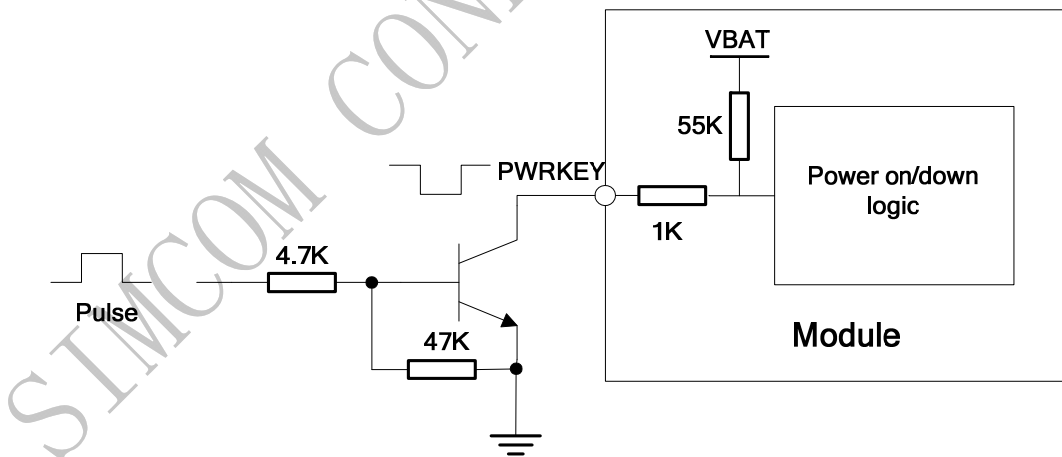 SIMCOM CON
VBAT
55K
PWRKEY
Power on/down
logic
1K
4.7K
Pulse
47K
Module